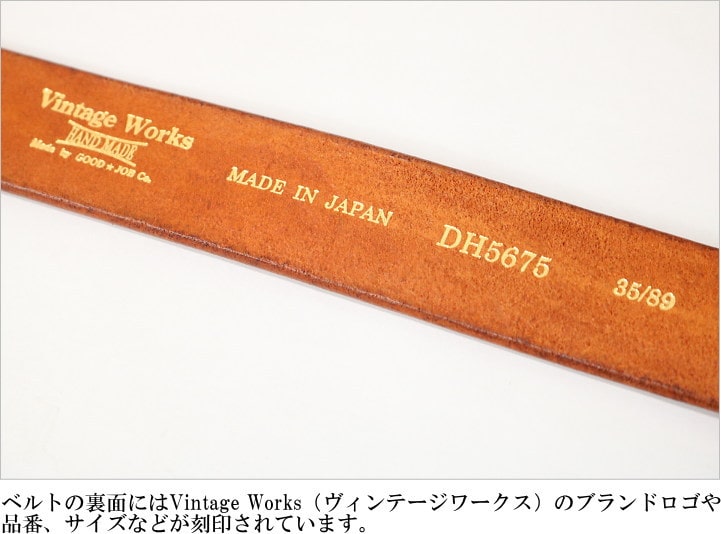 Vintage Works
HAND MADE
Made by GOOD★JOB Co.
MADE IN JAPAN
DH5675
35/89
ベルトの裏面にはVintage Works（ヴィンテージワークス）のブランドロゴや
品番、サイズなどが刻印されています。